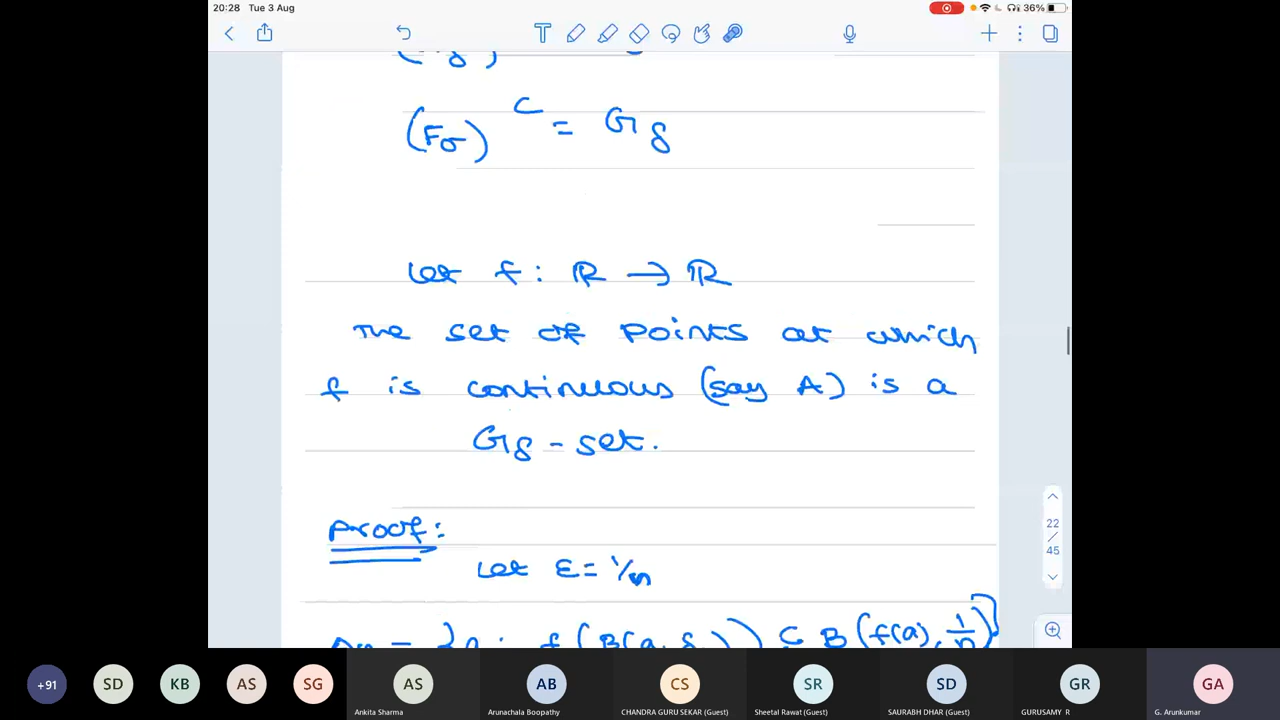 20:28 Tue 3 Aug
36%
(Fσ)ᶜ = Gδ
Let f : ℝ → ℝ
The set of points at which
f is continuous (say A) is a
Gδ - set.
Proof:
Let ε = 1/n
An = {a : f(B(a, δ )) ⊆ B(f(a), 1/n)}
22
/
45
+91
SD
KB
AS
SG
AS
AB
CS
SR
SD
GR
GA
Ankita Sharma
Arunachala Boopathy
CHANDRA GURU SEKAR (Guest)
Sheetal Rawat (Guest)
SAURABH DHAR (Guest)
GURUSAMY R
G. Arunkumar